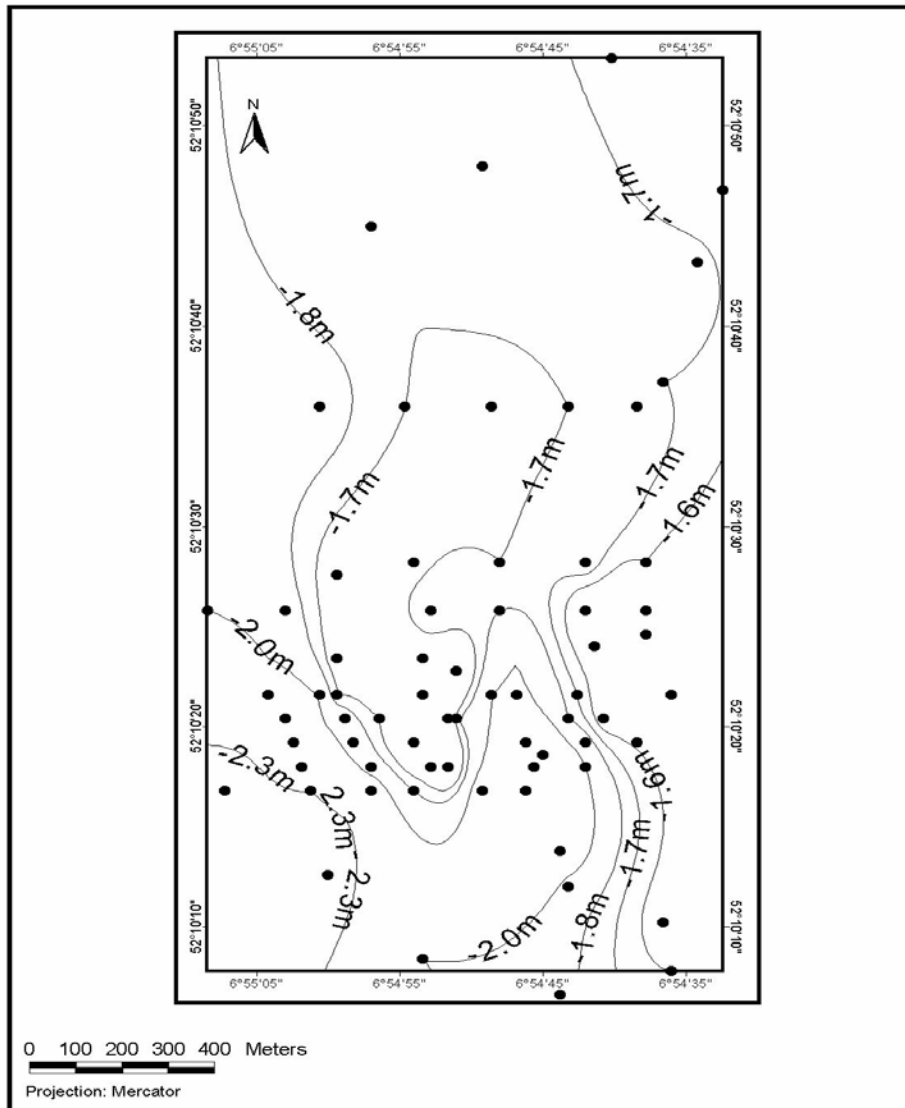 6°55'05" 6°54'55" 6°54'45" 6°54'35"
N
52°10'50" 52°10'50"
-1.7m
-1.8m
52°10'40" 52°10'40"
-1.7m -1.7m -1.7m
-1.6m
52°10'30" 52°10'30"
-2.0m
52°10'20" 52°10'20"
-2.3m
2.3m -
-1.6m
-1.7m
-2.3m
-1.8m
-2.0m
52°10'10" 52°10'10"
6°55'05" 6°54'55" 6°54'45" 6°54'35"
0 100 200 300 400 Meters
Projection: Mercator